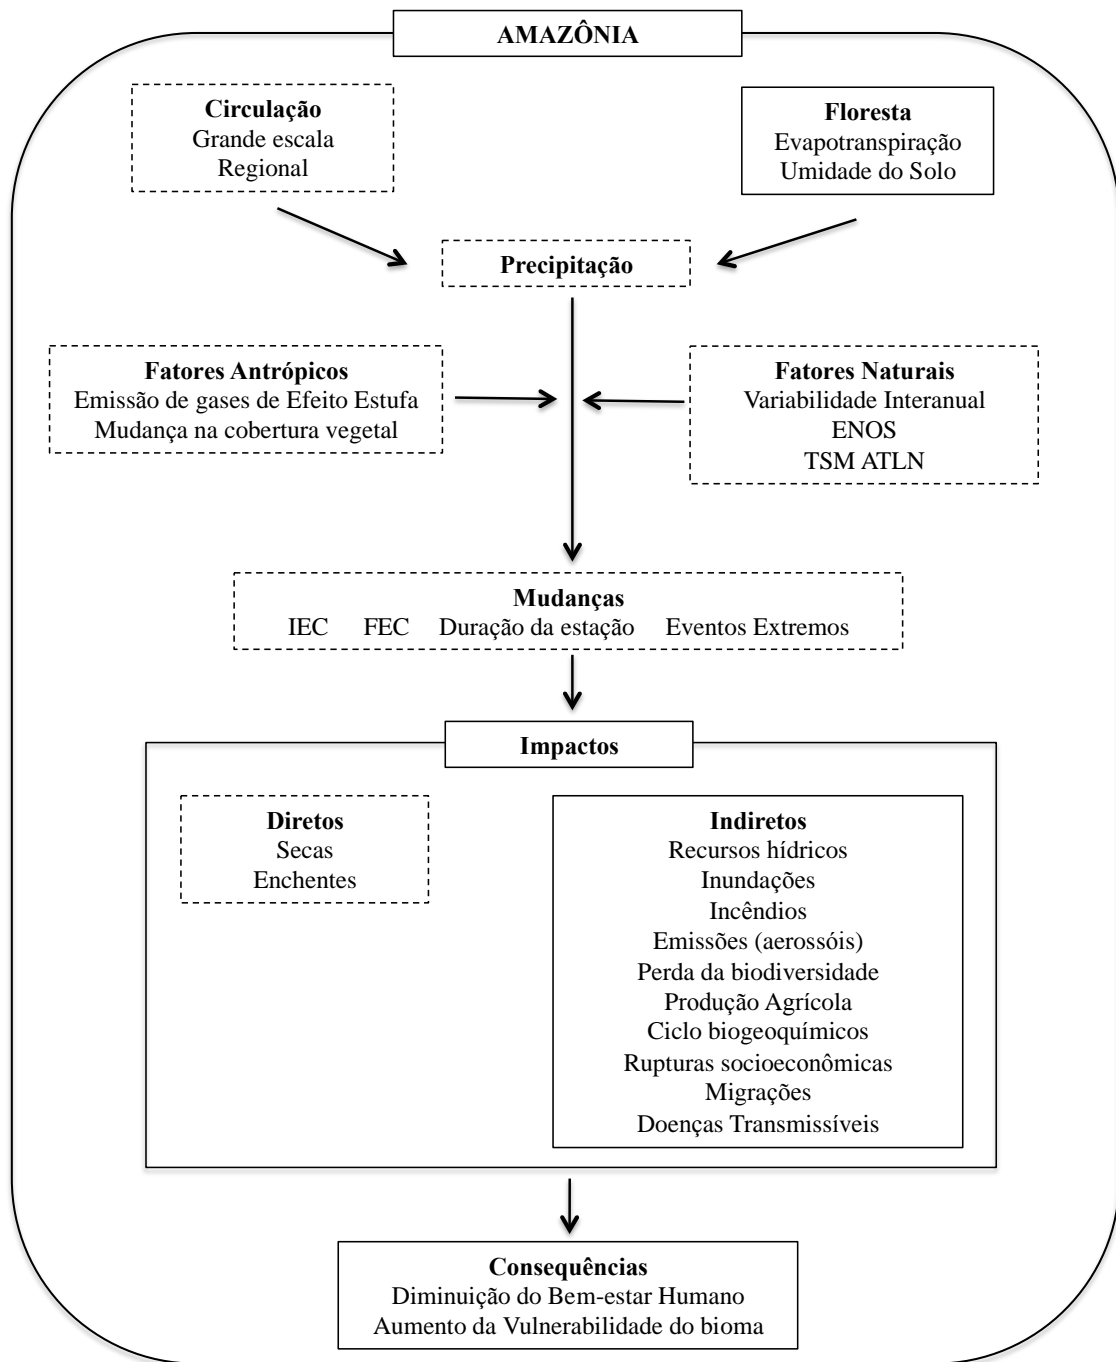 AMAZÔNIA
Circulação
Grande escala
Regional
Floresta
Evapotranspiração
Umidade do Solo
Precipitação
Fatores Antrópicos
Emissão de gases de Efeito Estufa
Mudança na cobertura vegetal
Fatores Naturais
Variabilidade Interanual
ENOS
TSM ATLN
Mudanças
IEC FEC Duração da estação Eventos Extremos
Impactos
Diretos
Secas
Enchentes
Indiretos
Recursos hídricos
Inundações
Incêndios
Emissões (aerossóis)
Perda da biodiversidade
Produção Agrícola
Ciclo biogeoquímicos
Rupturas socioeconômicas
Migrações
Doenças Transmissíveis
Consequências
Diminuição do Bem-estar Humano
Aumento da Vulnerabilidade do bioma